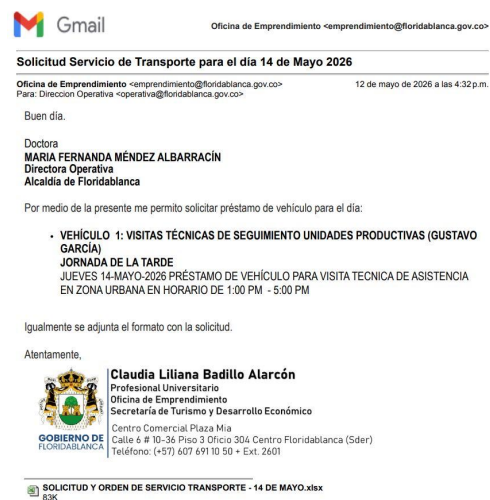 Gmail
Oficina de Emprendimiento <emprendimiento@floridablanca.gov.co>
Solicitud Servicio de Transporte para el día 14 de Mayo 2026
Oficina de Emprendimiento <emprendimiento@floridablanca.gov.co>
12 de mayo de 2026 a las 4:32 p.m.
Para: Direccion Operativa <operativa@floridablanca.gov.co>
Buen día.
Doctora
MARIA FERNANDA MÉNDEZ ALBARRACÍN
Directora Operativa
Alcaldía de Floridablanca
Por medio de la presente me permito solicitar préstamo de vehículo para el día:
• VEHÍCULO 1: VISITAS TÉCNICAS DE SEGUIMIENTO UNIDADES PRODUCTIVAS (GUSTAVO
GARCÍA)
JORNADA DE LA TARDE
JUEVES 14-MAYO-2026 PRÉSTAMO DE VEHÍCULO PARA VISITA TECNICA DE ASISTENCIA
EN ZONA URBANA EN HORARIO DE 1:00 PM - 5:00 PM
Igualmente se adjunta el formato con la solicitud.
Atentamente,
Claudia Liliana Badillo Alarcón
Profesional Universitario
Oficina de Emprendimiento
Secretaría de Turismo y Desarrollo Económico
Centro Comercial Plaza Mia
Calle 6 # 10-36 Piso 3 Oficio 304 Centro Floridablanca (Sder)
Teléfono: (+57) 607 691 10 50 + Ext. 2601
GOBIERNO DE
FLORIDABLANCA
SOLICITUD Y ORDEN DE SERVICIO TRANSPORTE - 14 DE MAYO.xlsx
83K